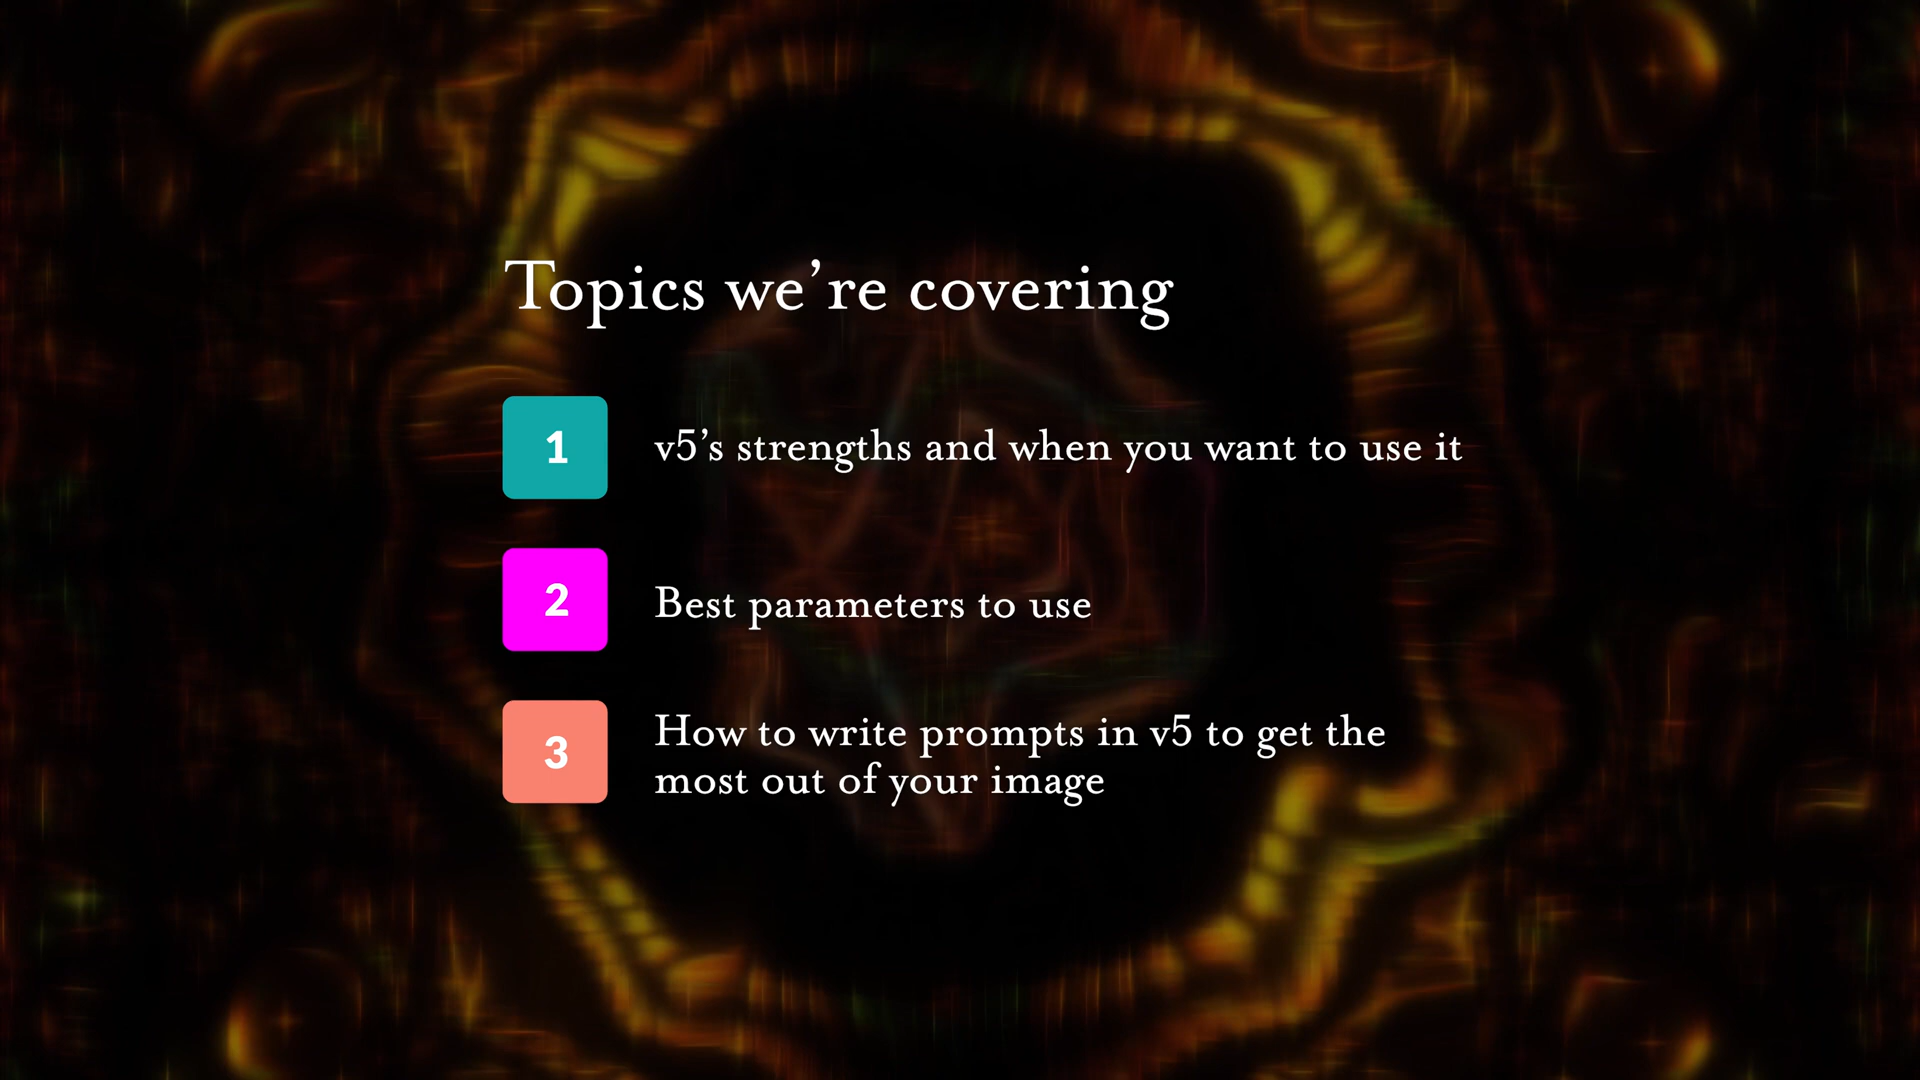 Topics we’re covering
1
v5’s strengths and when you want to use it
2
Best parameters to use
3
How to write prompts in v5 to get the
most out of your image